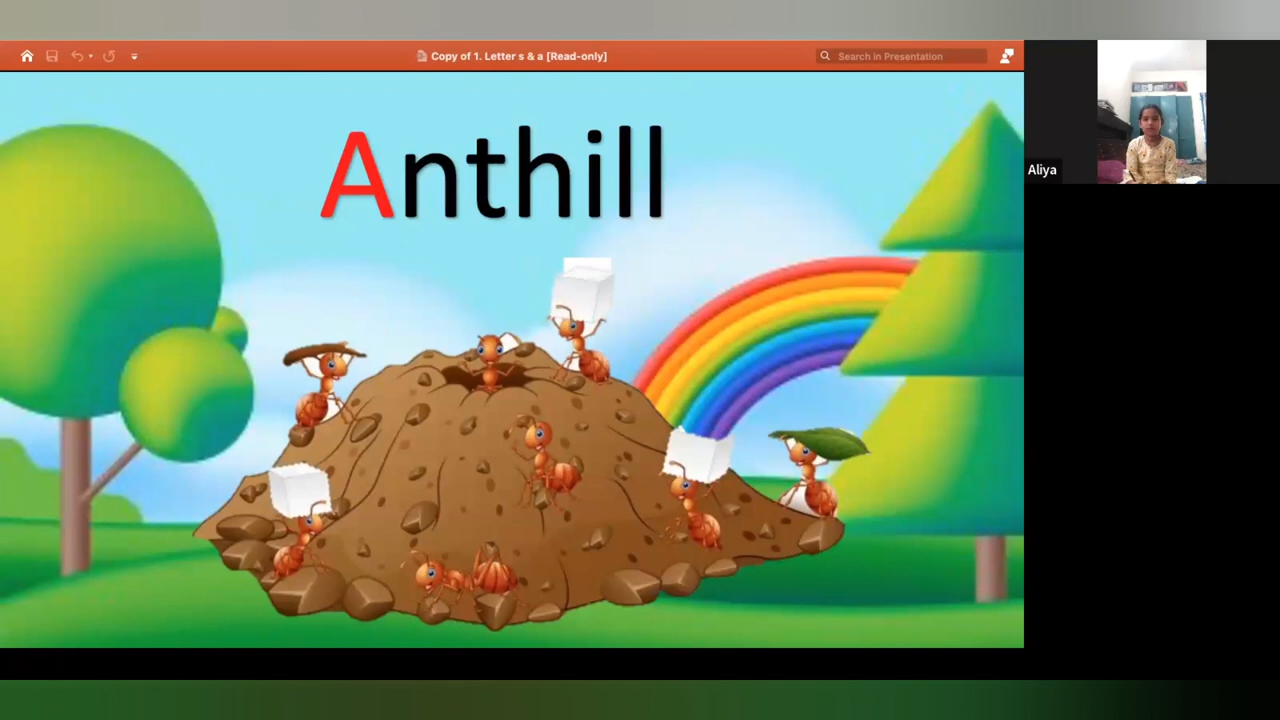 Copy of 1. Letter s & a [Read-only]
Search in Presentation
Anthill
Aliya